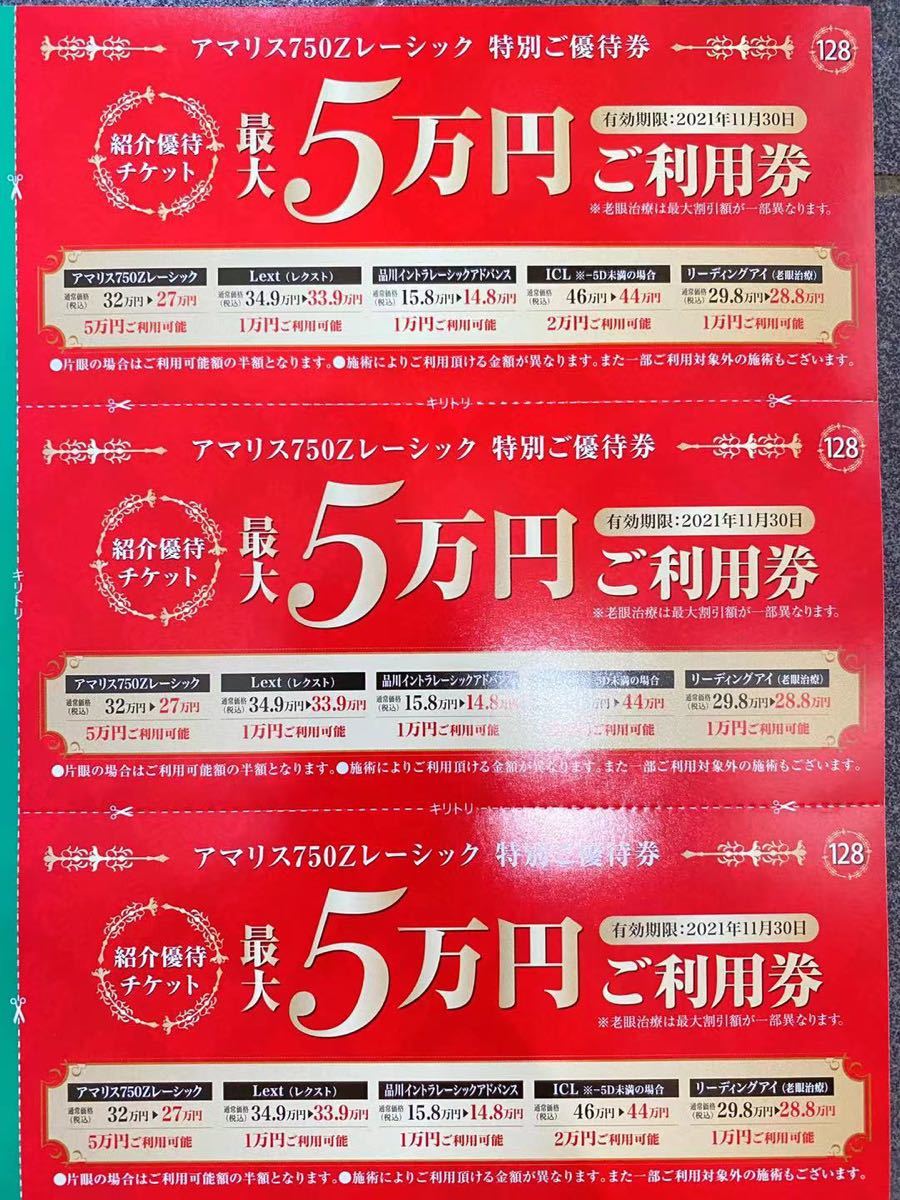 アマリス750Zレーシック 特別ご優待券
128
紹介優待
チケット
最大5万円
有効期限:2021年11月30日
ご利用券
※老眼治療は最大割引額が一部異なります。
アマリス750Zレーシック Lext（レクスト） 品川イントラレーシックアドバンス ICL ※−5D未満の場合 リーディングアイ（老眼治療）
通常価格(税込) 32万円▶27万円 通常価格(税込) 34.9万円▶33.9万円 通常価格(税込) 15.8万円▶14.8万円 通常価格(税込) 46万円▶44万円 通常価格(税込) 29.8万円▶28.8万円
5万円ご利用可能 1万円ご利用可能 1万円ご利用可能 2万円ご利用可能 1万円ご利用可能
●片眼の場合はご利用可能額の半額となります。●施術によりご利用頂ける金額が異なります。また一部ご利用対象外の施術もございます。
キリトリ
アマリス750Zレーシック 特別ご優待券
128
紹介優待
チケット
最大5万円
有効期限:2021年11月30日
ご利用券
※老眼治療は最大割引額が一部異なります。
キリトリ
アマリス750Zレーシック Lext（レクスト） 品川イントラレーシックアドバンス 5D未満の場合 リーディングアイ（老眼治療）
通常価格(税込) 32万円▶27万円 通常価格(税込) 34.9万円▶33.9万円 通常価格(税込) 15.8万円▶14.8万円 万円▶44万円 通常価格(税込) 29.8万円▶28.8万円
5万円ご利用可能 1万円ご利用可能 1万円ご利用可能 ご利用可能 1万円ご利用可能
●片眼の場合はご利用可能額の半額となります。●施術によりご利用頂ける金額が異なります。また一部ご利用対象外の施術もございます。
キリトリ
アマリス750Zレーシック 特別ご優待券
128
紹介優待
チケット
最大5万円
有効期限:2021年11月30日
ご利用券
※老眼治療は最大割引額が一部異なります。
アマリス750Zレーシック Lext（レクスト） 品川イントラレーシックアドバンス ICL ※−5D未満の場合 リーディングアイ（老眼治療）
通常価格(税込) 32万円▶27万円 通常価格(税込) 34.9万円▶33.9万円 通常価格(税込) 15.8万円▶14.8万円 通常価格(税込) 46万円▶44万円 通常価格(税込) 29.8万円▶28.8万円
5万円ご利用可能 1万円ご利用可能 1万円ご利用可能 2万円ご利用可能 1万円ご利用可能
●片眼の場合はご利用可能額の半額となります。●施術によりご利用頂ける金額が異なります。また一部ご利用対象外の施術もございます。